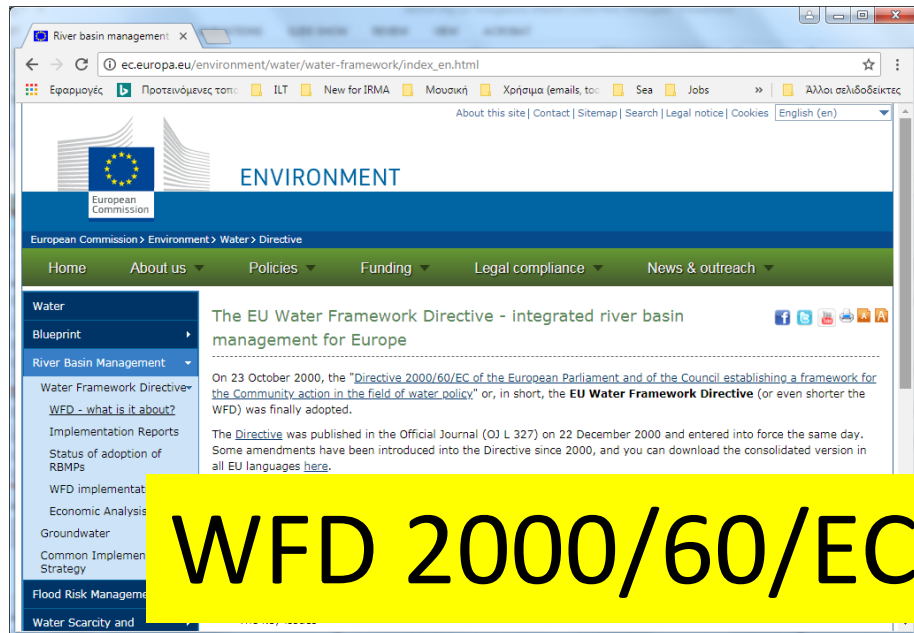 River basin management
ec.europa.eu/environment/water/water-framework/index_en.html
Εφαρμογές Προτεινόμενες τοπο ILT New for IRMA Μουσική Χρήσιμα (emails, too Sea Jobs » Άλλοι σελιδοδείκτες
About this site | Contact | Sitemap | Search | Legal notice | Cookies English (en)
ENVIRONMENT
European
Commission
European Commission > Environment > Water > Directive
Home About us Policies Funding Legal compliance News & outreach
Water
Blueprint
River Basin Management
Water Framework Directive
WFD - what is it about?
Implementation Reports
Status of adoption of
RBMPs
WFD implementat
Economic Analysis
Groundwater
Common Implemen
Strategy
Flood Risk Manageme
Water Scarcity and
The EU Water Framework Directive - integrated river basin
management for Europe
On 23 October 2000, the "Directive 2000/60/EC of the European Parliament and of the Council establishing a framework for
the Community action in the field of water policy" or, in short, the EU Water Framework Directive (or even shorter the
WFD) was finally adopted.
The Directive was published in the Official Journal (OJ L 327) on 22 December 2000 and entered into force the same day.
Some amendments have been introduced into the Directive since 2000, and you can download the consolidated version in
all EU languages here.
WFD 2000/60/EC